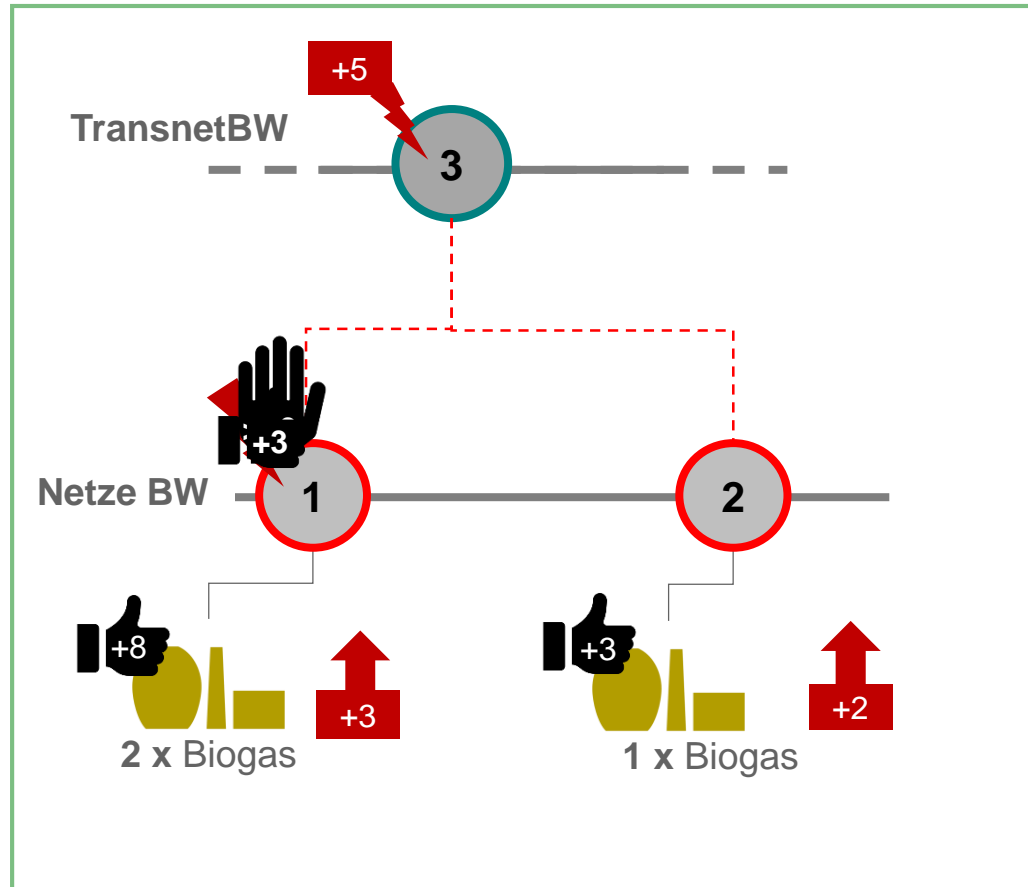 +5
TransnetBW
3
+3
Netze BW
1
2
+8
+3
+3
+2
2 x Biogas
1 x Biogas